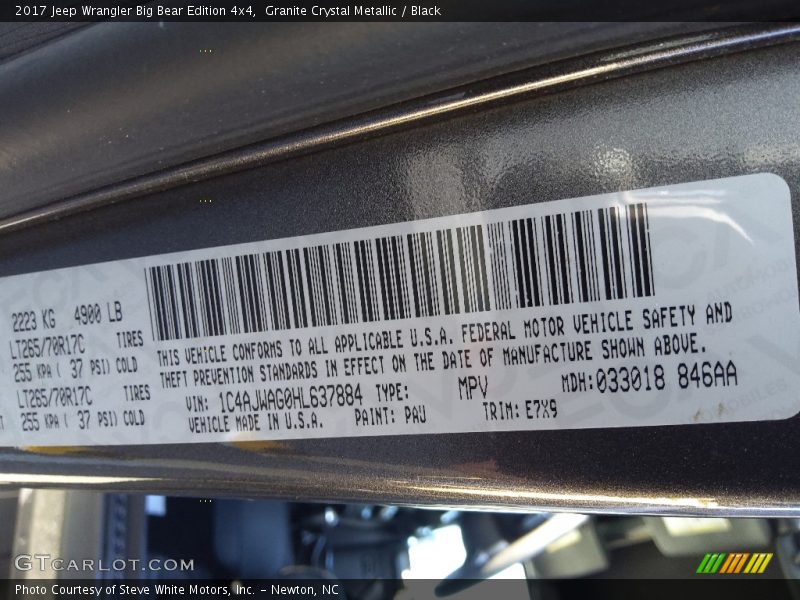 2017 Jeep Wrangler Big Bear Edition 4x4,  Granite Crystal Metallic / Black
2223 KG 4900 LB
LT265/70R17C TIRES
255 KPA ( 37 PSI) COLD
LT265/70R17C TIRES
255 KPA ( 37 PSI) COLD
THIS VEHICLE CONFORMS TO ALL APPLICABLE U.S.A. FEDERAL MOTOR VEHICLE SAFETY AND
THEFT PREVENTION STANDARDS IN EFFECT ON THE DATE OF MANUFACTURE SHOWN ABOVE.
VIN: 1C4AJWAG0HL637884 TYPE: MPV MDH:033018 846AA
VEHICLE MADE IN U.S.A. PAINT: PAU TRIM: E7X9
GTCARLOT.COM
Photo Courtesy of Steve White Motors, Inc. – Newton, NC